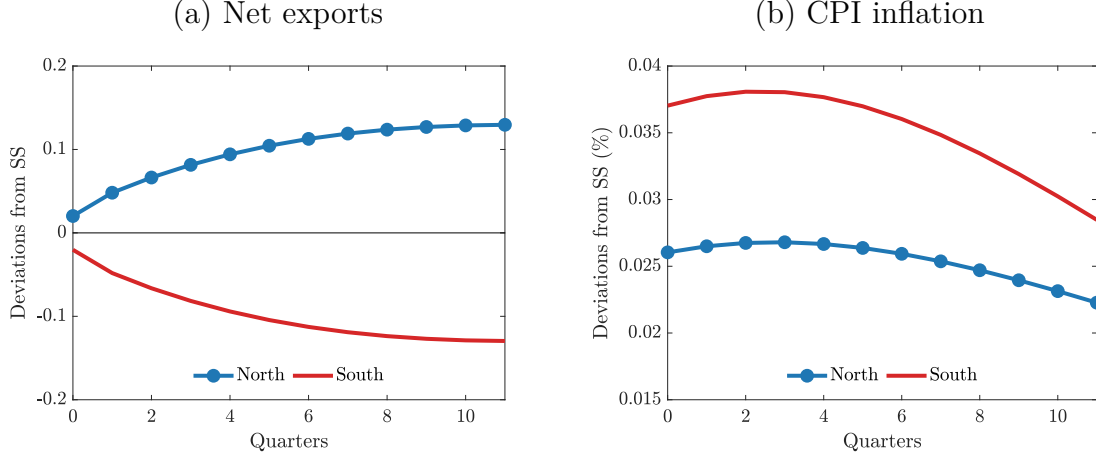 (a) Net exports
Deviations from SS
0.2
0.1
0
-0.1
-0.2
North South
0 2 4 6 8 10
Quarters
(b) CPI inflation
Deviations from SS (%)
0.04
0.035
0.03
0.025
0.02
0.015
North South
0 2 4 6 8 10
Quarters